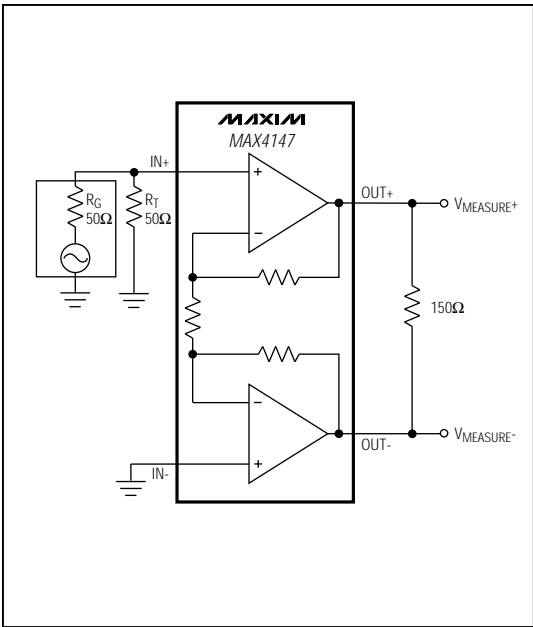 MAXIM
MAX4147
IN+
RG
50Ω
RT
50Ω
+
−
OUT+
VMEASURE+
150Ω
−
+
OUT-
VMEASURE-
IN-